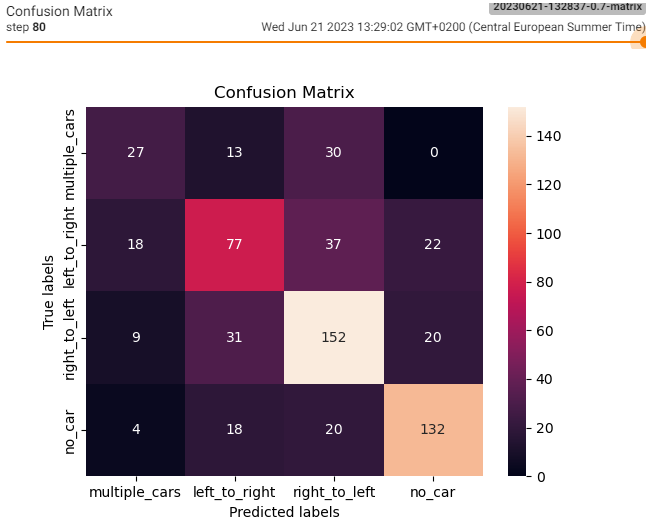 Confusion Matrix
20230621-132837-0.7-matrix
step 80
Wed Jun 21 2023 13:29:02 GMT+0200 (Central European Summer Time)
Confusion Matrix
True labels
multiple_cars
27 13 30 0
left_to_right
18 77 37 22
right_to_left
9 31 152 20
no_car
4 18 20 132
multiple_cars left_to_right right_to_left no_car
Predicted labels
140
120
100
80
60
40
20
0